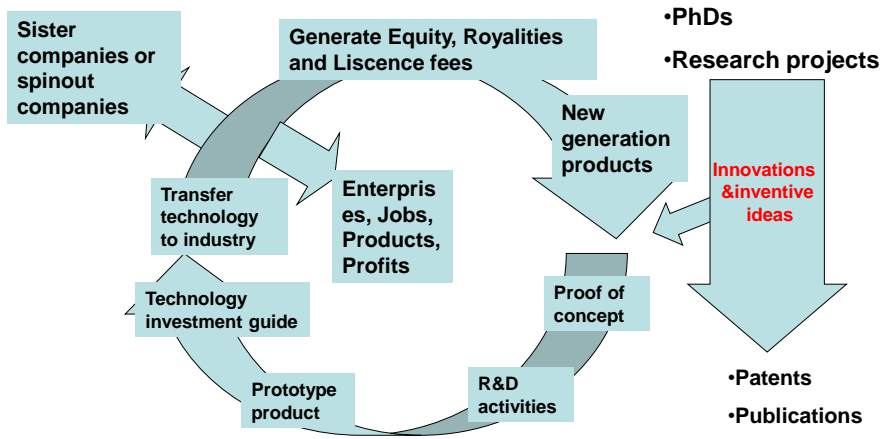 Sister
companies or
spinout
companies
Generate Equity, Royalities
and Liscence fees
•PhDs
•Research projects
New
generation
products
Innovations
&inventive
ideas
Transfer
technology
to industry
Enterpris
es, Jobs,
Products,
Profits
Technology
investment guide
Proof of
concept
Prototype
product
R&D
activities
•Patents
•Publications